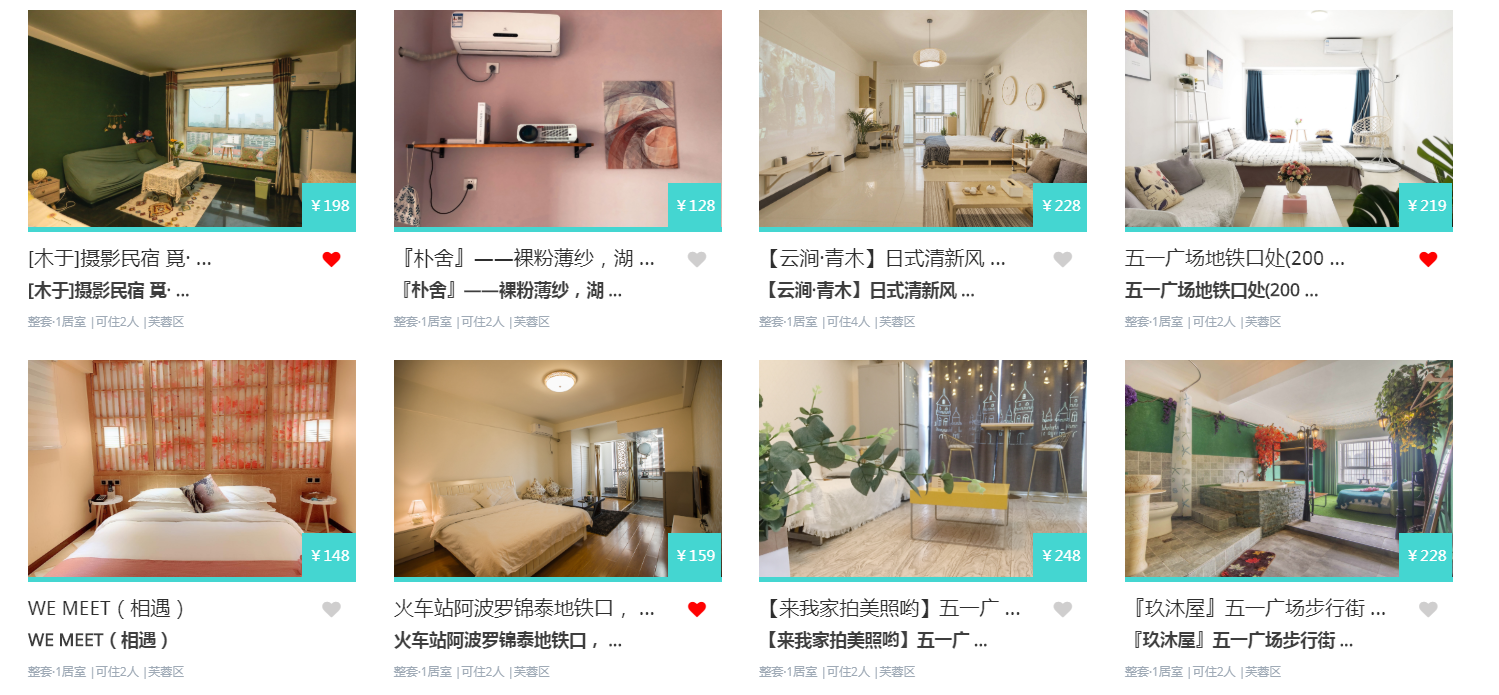 ¥198
[木于]摄影民宿 覓· ...
[木于]摄影民宿 覓· ...
整套·1居室 |可住2人 |芙蓉区
¥128
『朴舍』——裸粉薄纱，湖 ...
『朴舍』——裸粉薄纱，湖 ...
整套·1居室 |可住2人 |芙蓉区
¥228
【云涧·青木】日式清新风 ...
【云涧·青木】日式清新风 ...
整套·1居室 |可住4人 |芙蓉区
¥219
五一广场地铁口处(200 ...
五一广场地铁口处(200 ...
整套·1居室 |可住2人 |芙蓉区
¥148
WE MEET（相遇）
WE MEET（相遇）
整套·1居室 |可住2人 |芙蓉区
¥159
火车站阿波罗锦泰地铁口， ...
火车站阿波罗锦泰地铁口， ...
整套·1居室 |可住2人 |芙蓉区
¥248
【来我家拍美照哟】五一广 ...
【来我家拍美照哟】五一广 ...
整套·1居室 |可住2人 |芙蓉区
¥228
『玖沐屋』五一广场步行街 ...
『玖沐屋』五一广场步行街 ...
整套·1居室 |可住2人 |芙蓉区